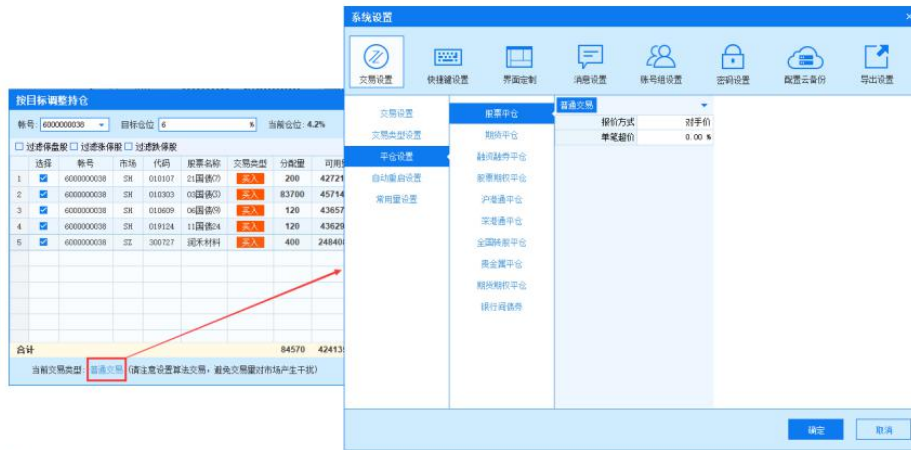 按目标调整持仓
帐号: 6000000038 目标仓位 6 % 当前仓位: 4.2%
过滤停盘股 过滤涨停股 过滤跌停股
选择 帐号 市场 代码 股票名称 交易类型 分配量 可用
1 6000000038 SH 010107 21国债(7) 买入 200 42721
2 6000000038 SH 010303 03国债(3) 买入 83700 45714
3 6000000038 SH 010609 06国债(9) 买入 120 43657
4 6000000038 SH 019124 11国债24 买入 120 43629
5 6000000038 SZ 300727 润禾材料 买入 400 248408
合计 84570 424139
当前交易类型: 普通交易 (请注意设置算法交易，避免交易量对市场产生干扰)
系统设置
交易设置 快捷键设置 界面定制 消息设置 账号组设置 密码设置 配置云备份 导出设置
交易设置
交易类型设置
平仓设置
自动重启设置
常用量设置
股票平仓
期货平仓
融资融券平仓
股票期权平仓
沪港通平仓
深港通平仓
全国转股平仓
贵金属平仓
期货期权平仓
银行间债券
普通交易
报价方式 对手价
单笔超价 0.00 %
确定 取消